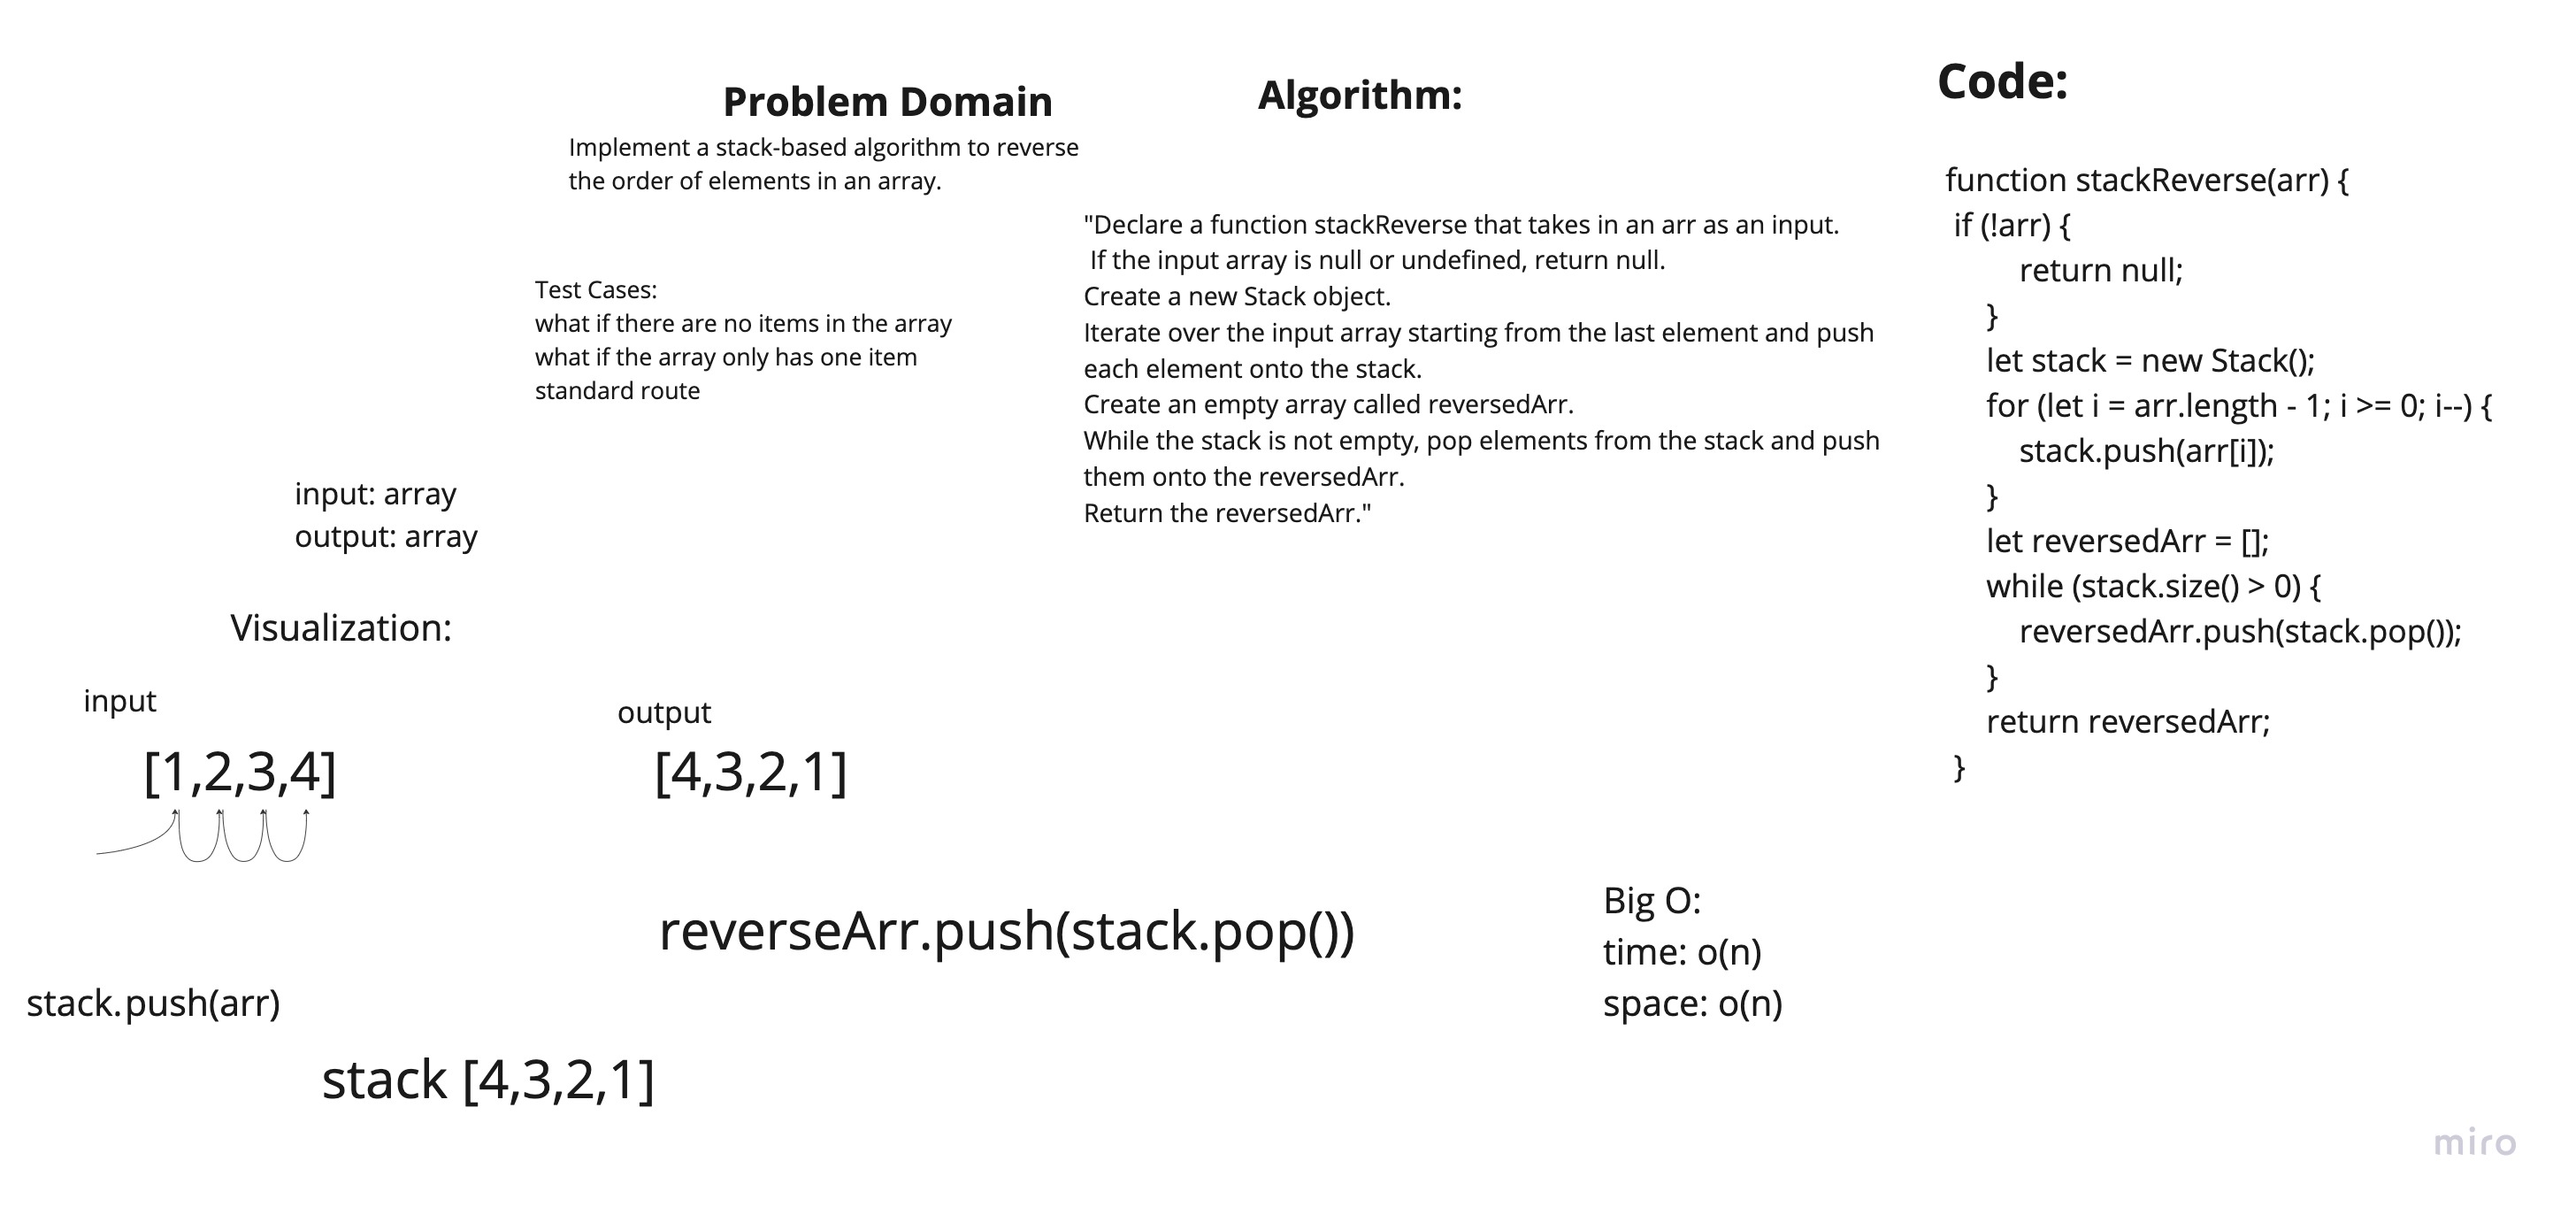 Problem Domain
Implement a stack-based algorithm to reverse
the order of elements in an array.
Test Cases:
what if there are no items in the array
what if the array only has one item
standard route
input: array
output: array
Visualization:
input
[1,2,3,4]
output
[4,3,2,1]
reverseArr.push(stack.pop())
stack.push(arr)
stack [4,3,2,1]
Algorithm:
"Declare a function stackReverse that takes in an arr as an input.
If the input array is null or undefined, return null.
Create a new Stack object.
Iterate over the input array starting from the last element and push
each element onto the stack.
Create an empty array called reversedArr.
While the stack is not empty, pop elements from the stack and push
them onto the reversedArr.
Return the reversedArr."
Big O:
time: o(n)
space: o(n)
Code:
function stackReverse(arr) {
if (!arr) {
return null;
}
let stack = new Stack();
for (let i = arr.length - 1; i >= 0; i--) {
stack.push(arr[i]);
}
let reversedArr = [];
while (stack.size() > 0) {
reversedArr.push(stack.pop());
}
return reversedArr;
}
miro